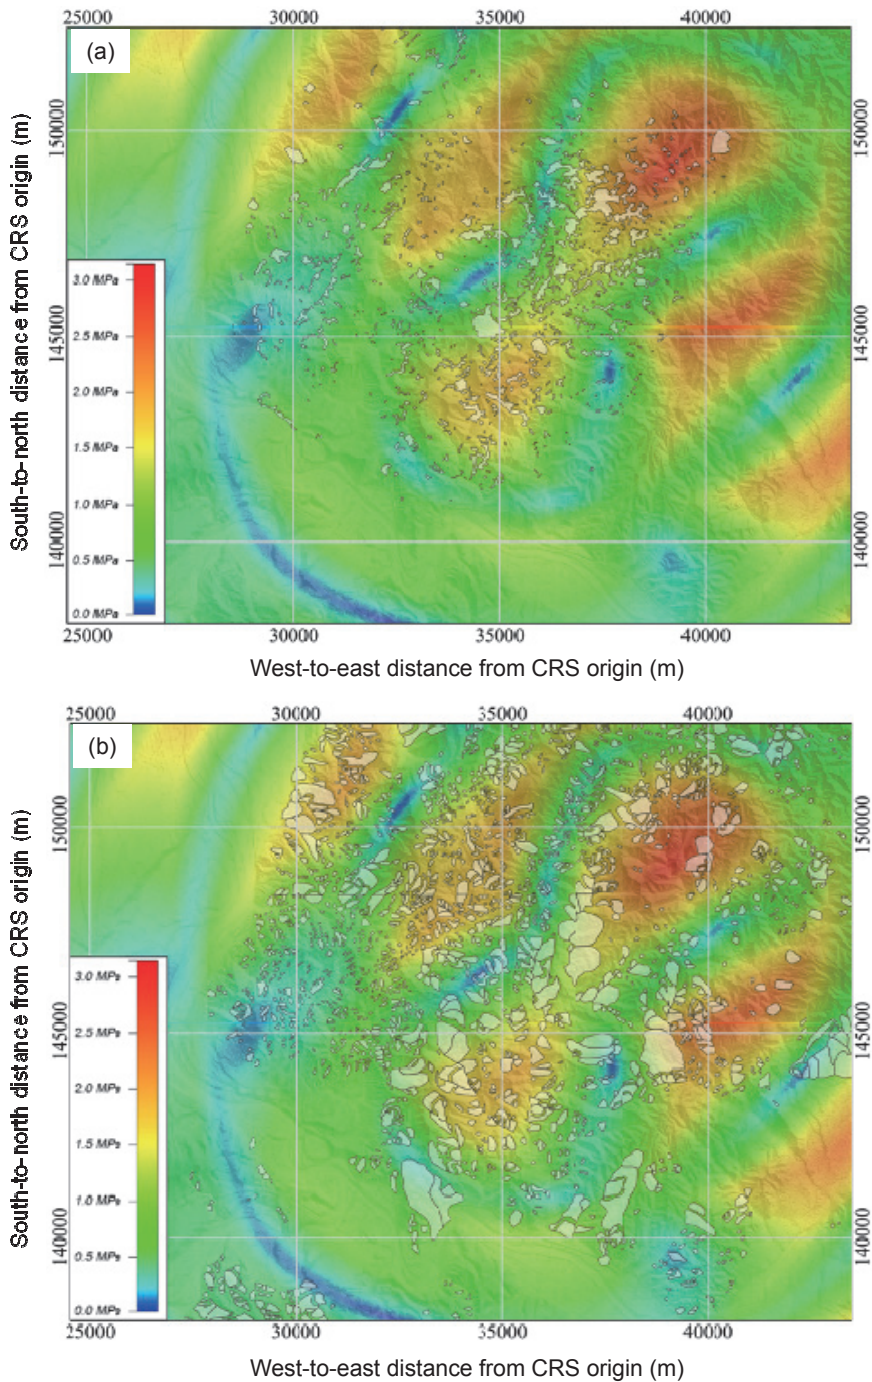 25000 30000 35000 40000
(a)
South-to-north distance from CRS origin (m)
150000
145000
140000
150000
145000
140000
3.0 MPa
2.5 MPa
2.0 MPa
1.5 MPa
1.0 MPa
0.5 MPa
0.0 MPa
25000 30000 35000 40000
West-to-east distance from CRS origin (m)
25000 30000 35000 40000
(b)
South-to-north distance from CRS origin (m)
150000
145000
140000
150000
145000
140000
3.0 MPa
2.5 MPa
2.0 MPa
1.5 MPa
1.0 MPa
0.5 MPa
0.0 MPa
25000 30000 35000 40000
West-to-east distance from CRS origin (m)